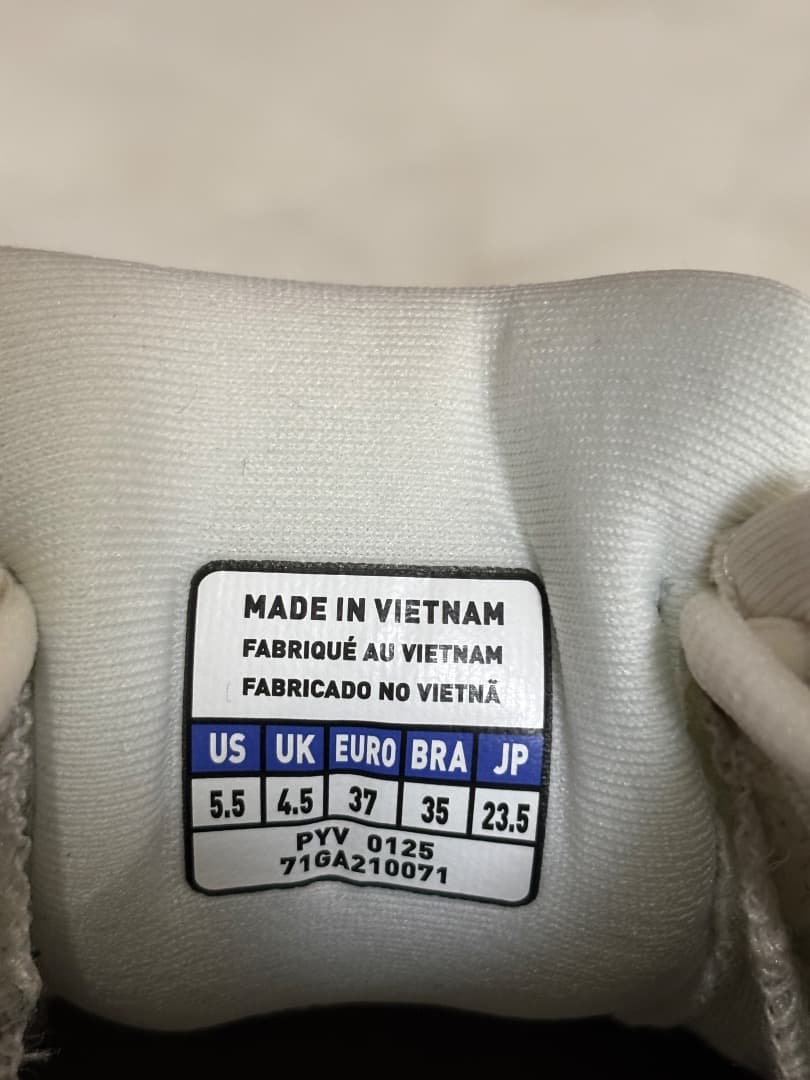 MADE IN VIETNAM
FABRIQUÉ AU VIETNAM
FABRICADO NO VIETNÃ
US UK EURO BRA JP
5.5 4.5 37 35 23.5
PYV 0125
71GA210071